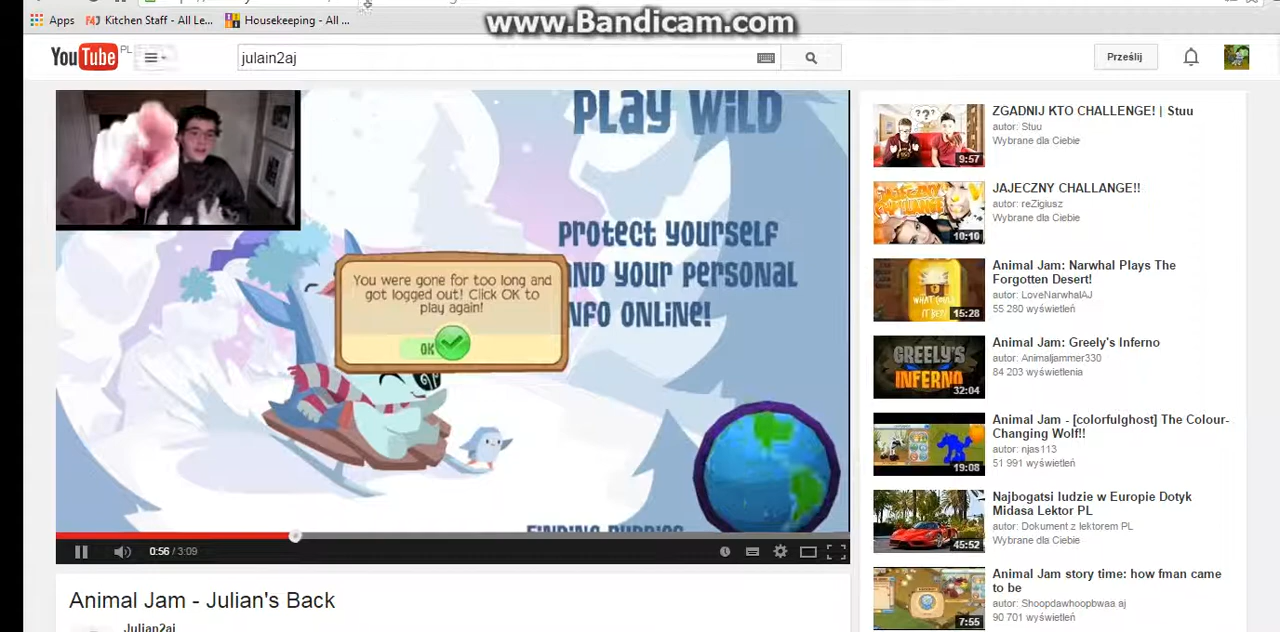 Apps
Kitchen Staff - All Le...
Housekeeping - All ...
www.Bandicam.com
YouTube PL
julain2aj
Prześlij
PLAY WILD
PROTECT YOURSELF
AND YOUR PERSONAL
INFO ONLINE!
You were gone for too long and
got logged out! Click OK to
play again!
OK
0:56 / 3:09
Animal Jam - Julian's Back
Julian2aj
ZGADNIJ KTO CHALLENGE! | Stuu
autor: Stuu
Wybrane dla Ciebie
9:57
JAJECZNY CHALLANGE!!
autor: reZigiusz
Wybrane dla Ciebie
10:10
Animal Jam: Narwhal Plays The
Forgotten Desert!
autor: LoveNarwhalAJ
55 280 wyświetleń
WHAT COULD
IT BE?
15:28
Animal Jam: Greely's Inferno
autor: Animaljammer330
84 203 wyświetlenia
GREELY'S
INFERNO
32:04
Animal Jam - [colorfulghost] The Colour-
Changing Wolf!!
autor: njas113
51 991 wyświetleń
19:08
Najbogatsi ludzie w Europie Dotyk
Midasa Lektor PL
autor: Dokument z lektorem PL
Wybrane dla Ciebie
45:52
Animal Jam story time: how fman came
to be
autor: Shoopdawhoopbwaa aj
90 701 wyświetleń
7:55